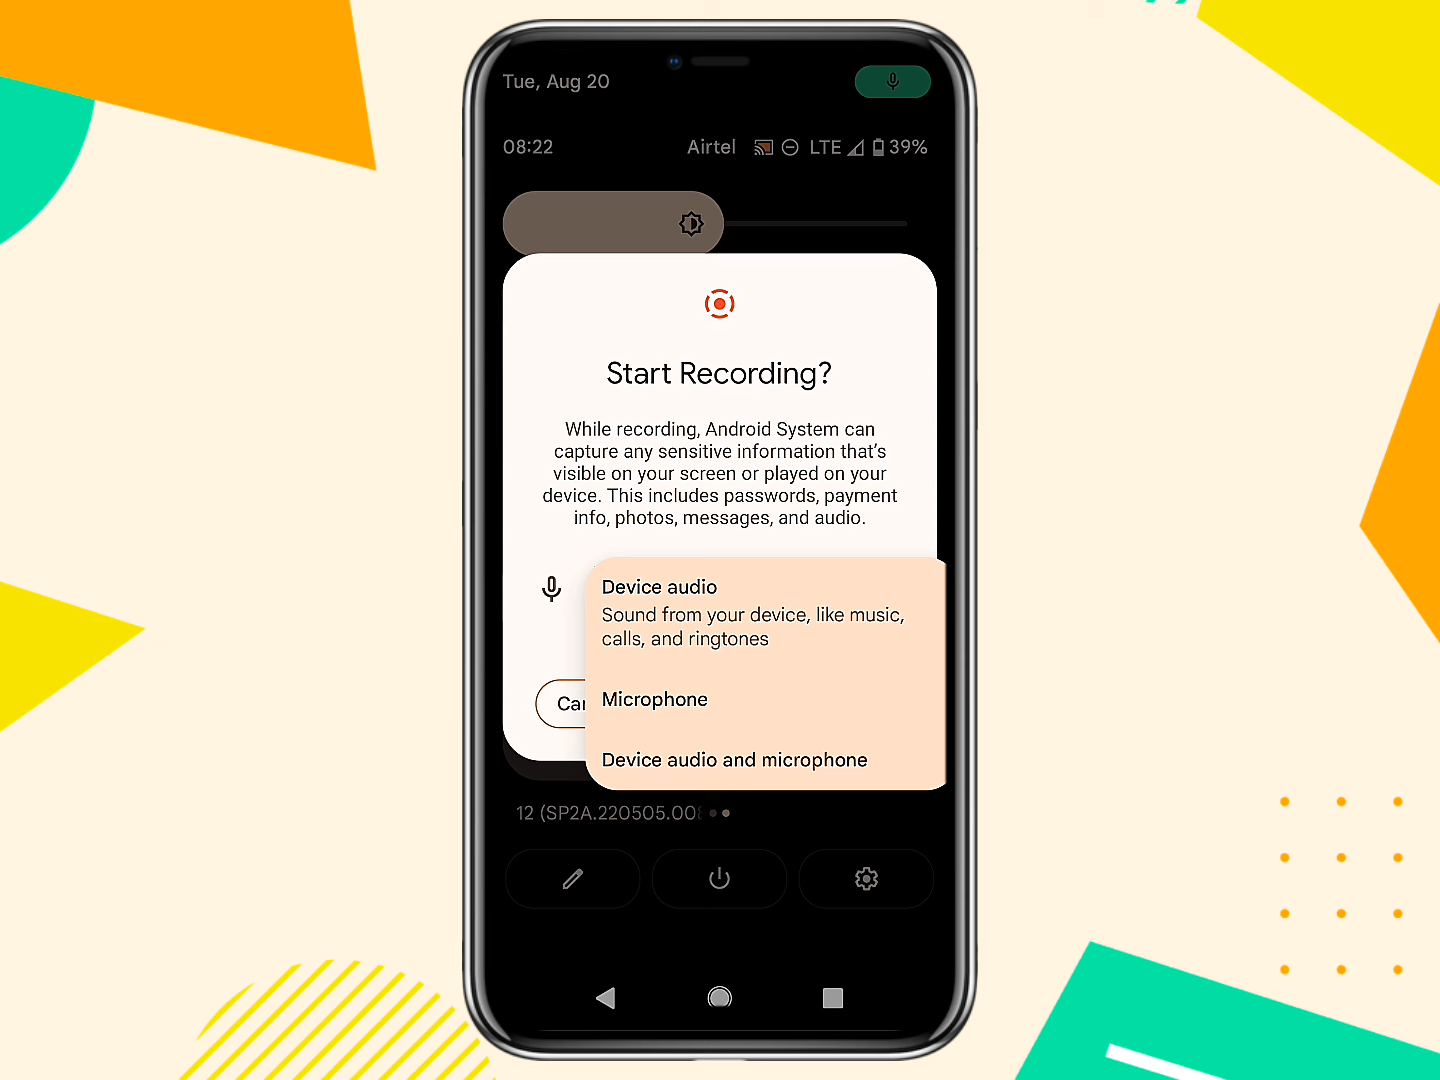 Tue, Aug 20
08:22 Airtel LTE 39%
Start Recording?
While recording, Android System can
capture any sensitive information that's
visible on your screen or played on your
device. This includes passwords, payment
info, photos, messages, and audio.
Device audio
Sound from your device, like music,
calls, and ringtones
Microphone
Device audio and microphone
12 (SP2A.220505.00